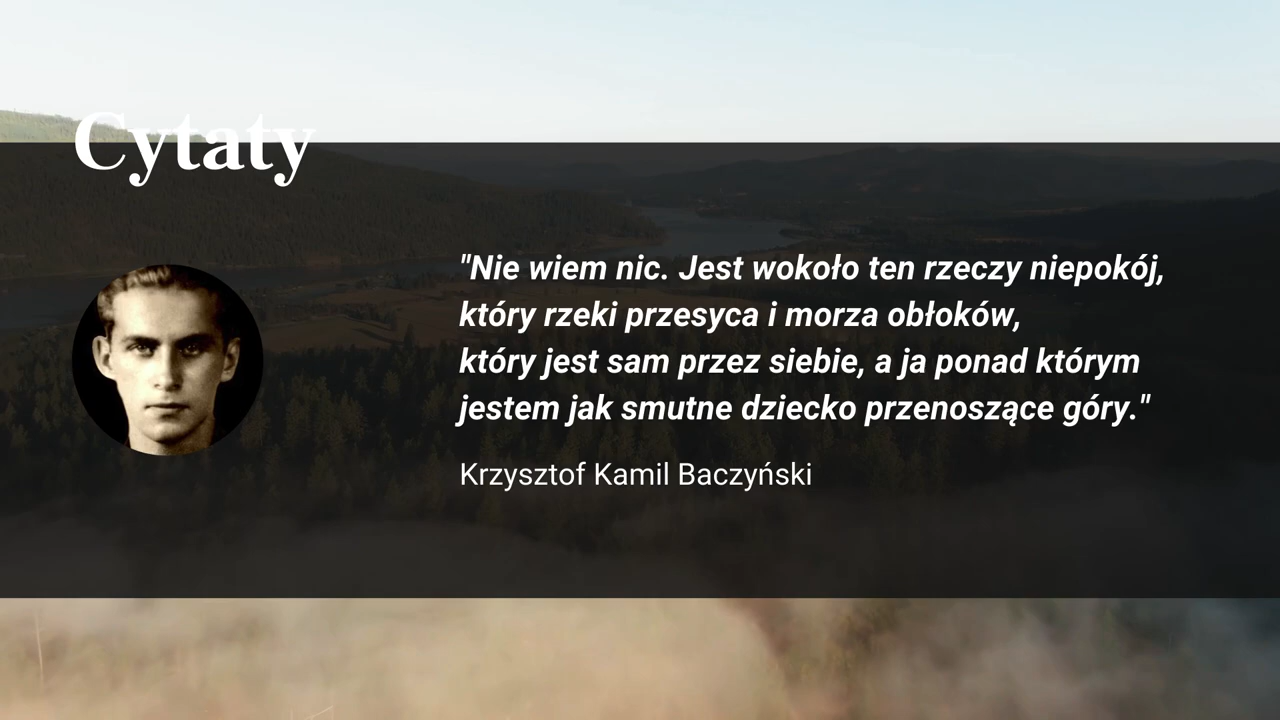 Cytaty
"Nie wiem nic. Jest wokoło ten rzeczy niepokój,
który rzeki przesyca i morza obłoków,
który jest sam przez siebie, a ja ponad którym
jestem jak smutne dziecko przenoszące góry."
Krzysztof Kamil Baczyński